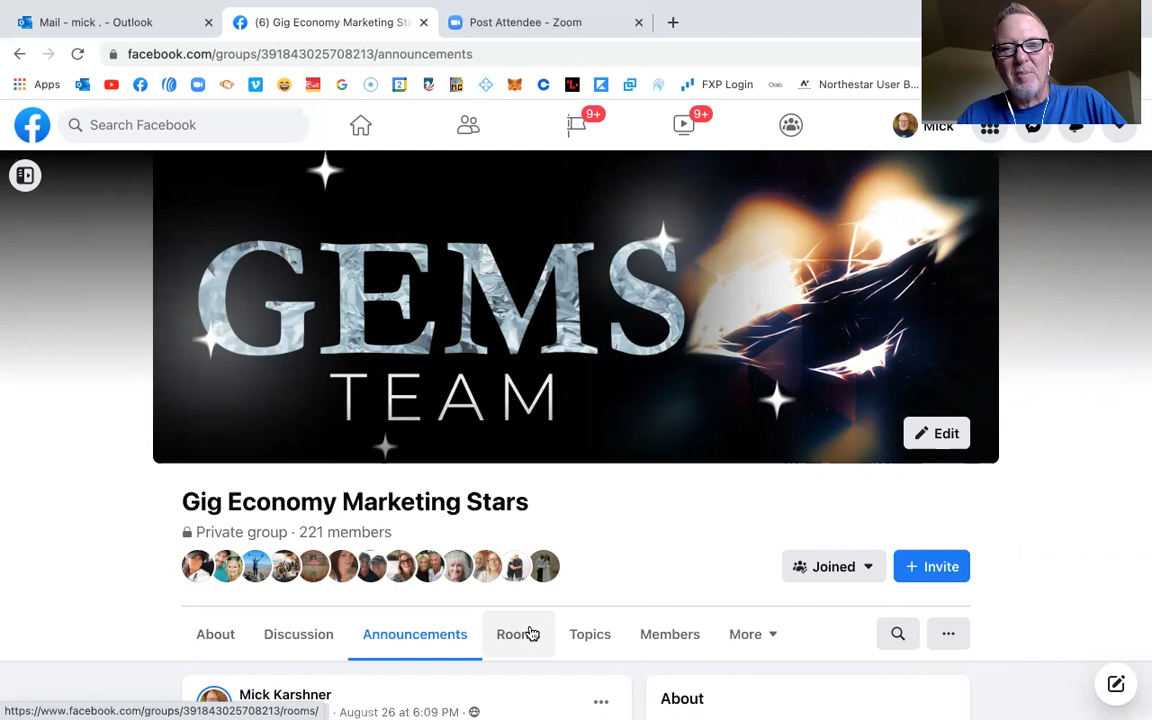 Mail - mick . - Outlook
(6) Gig Economy Marketing Sta
Post Attendee - Zoom
facebook.com/groups/391843025708213/announcements
Apps
FXP Login
Northestar User B...
Search Facebook
9+
9+
Mick
GEMS
TEAM
Edit
Gig Economy Marketing Stars
Private group · 221 members
Joined
+ Invite
About
Discussion
Announcements
Room
Topics
Members
More
Mick Karshner
August 26 at 6:09 PM ·
About
https://www.facebook.com/groups/391843025708213/rooms/